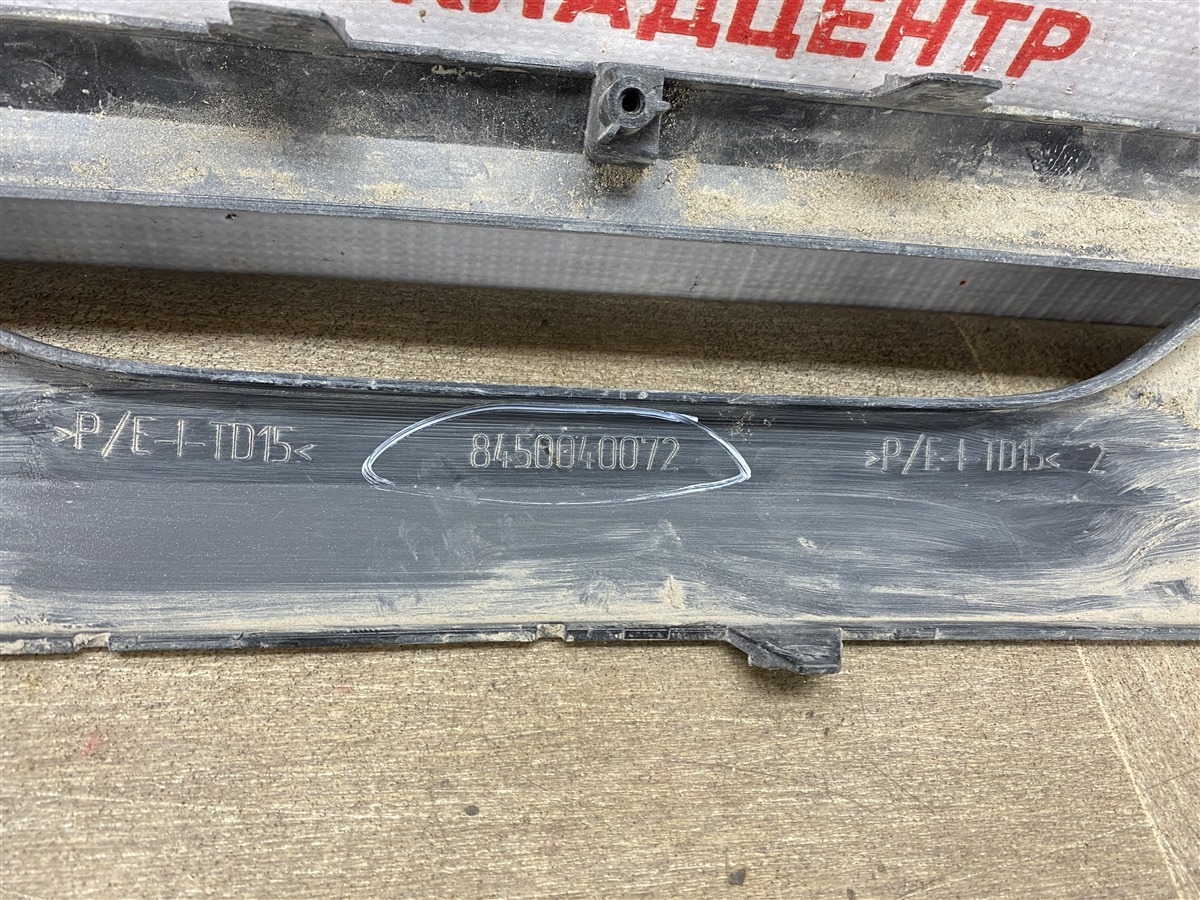 КЛАДЦЕНТР
>P/E-I-TD15<
8450040072
>P/E-I-TD15< 2